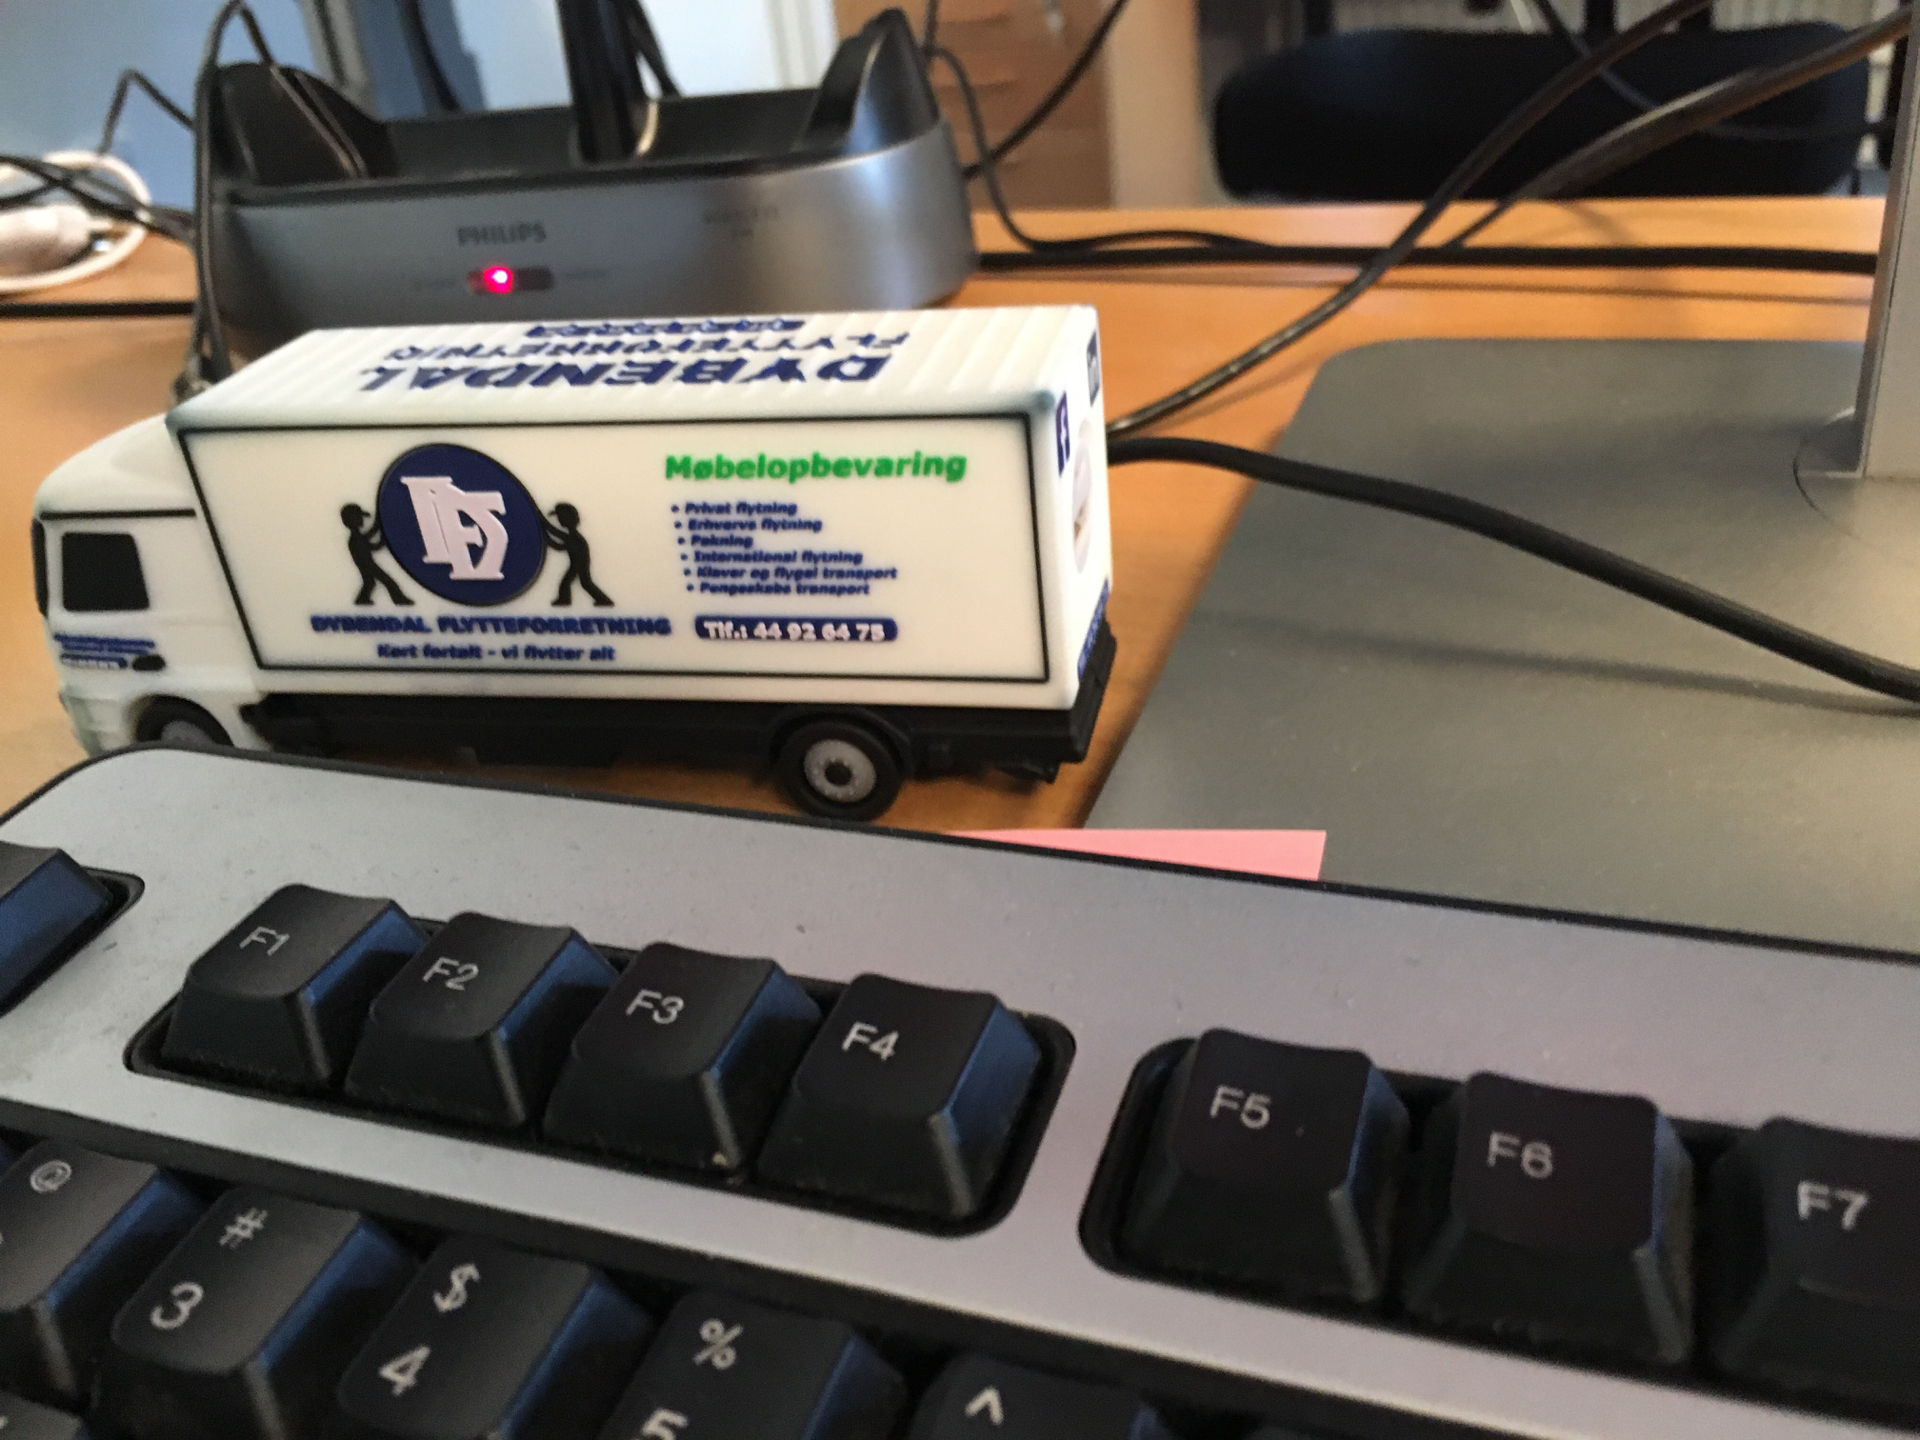 PHILIPS
DYBENDAL
FLYTTEFORRETNING
Møbelopbevaring
• Privat flytning
• Erhvervs flytning
• Pakning
• International flytning
• Klaver og flygel transport
• Pengeskabs transport
DYBENDAL FLYTTEFORRETNING
Tlf.: 44 92 64 75
Kort fortalt - vi flytter alt
f
F1
F2
F3
F4
F5
F6
F7
@
#
3
$
4
%
5
^